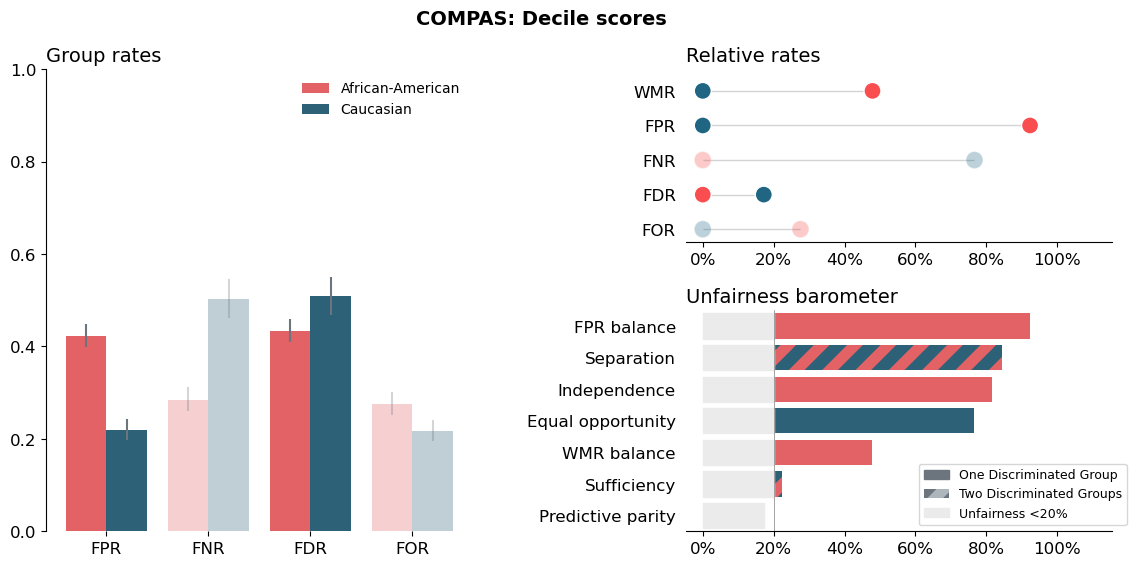 COMPAS: Decile scores
Group rates
1.0
0.8
0.6
0.4
0.2
0.0
African-American
Caucasian
FPR
FNR
FDR
FOR
Relative rates
WMR
FPR
FNR
FDR
FOR
0%
20%
40%
60%
80%
100%
Unfairness barometer
FPR balance
Separation
Independence
Equal opportunity
WMR balance
Sufficiency
Predictive parity
One Discriminated Group
Two Discriminated Groups
Unfairness <20%
0%
20%
40%
60%
80%
100%